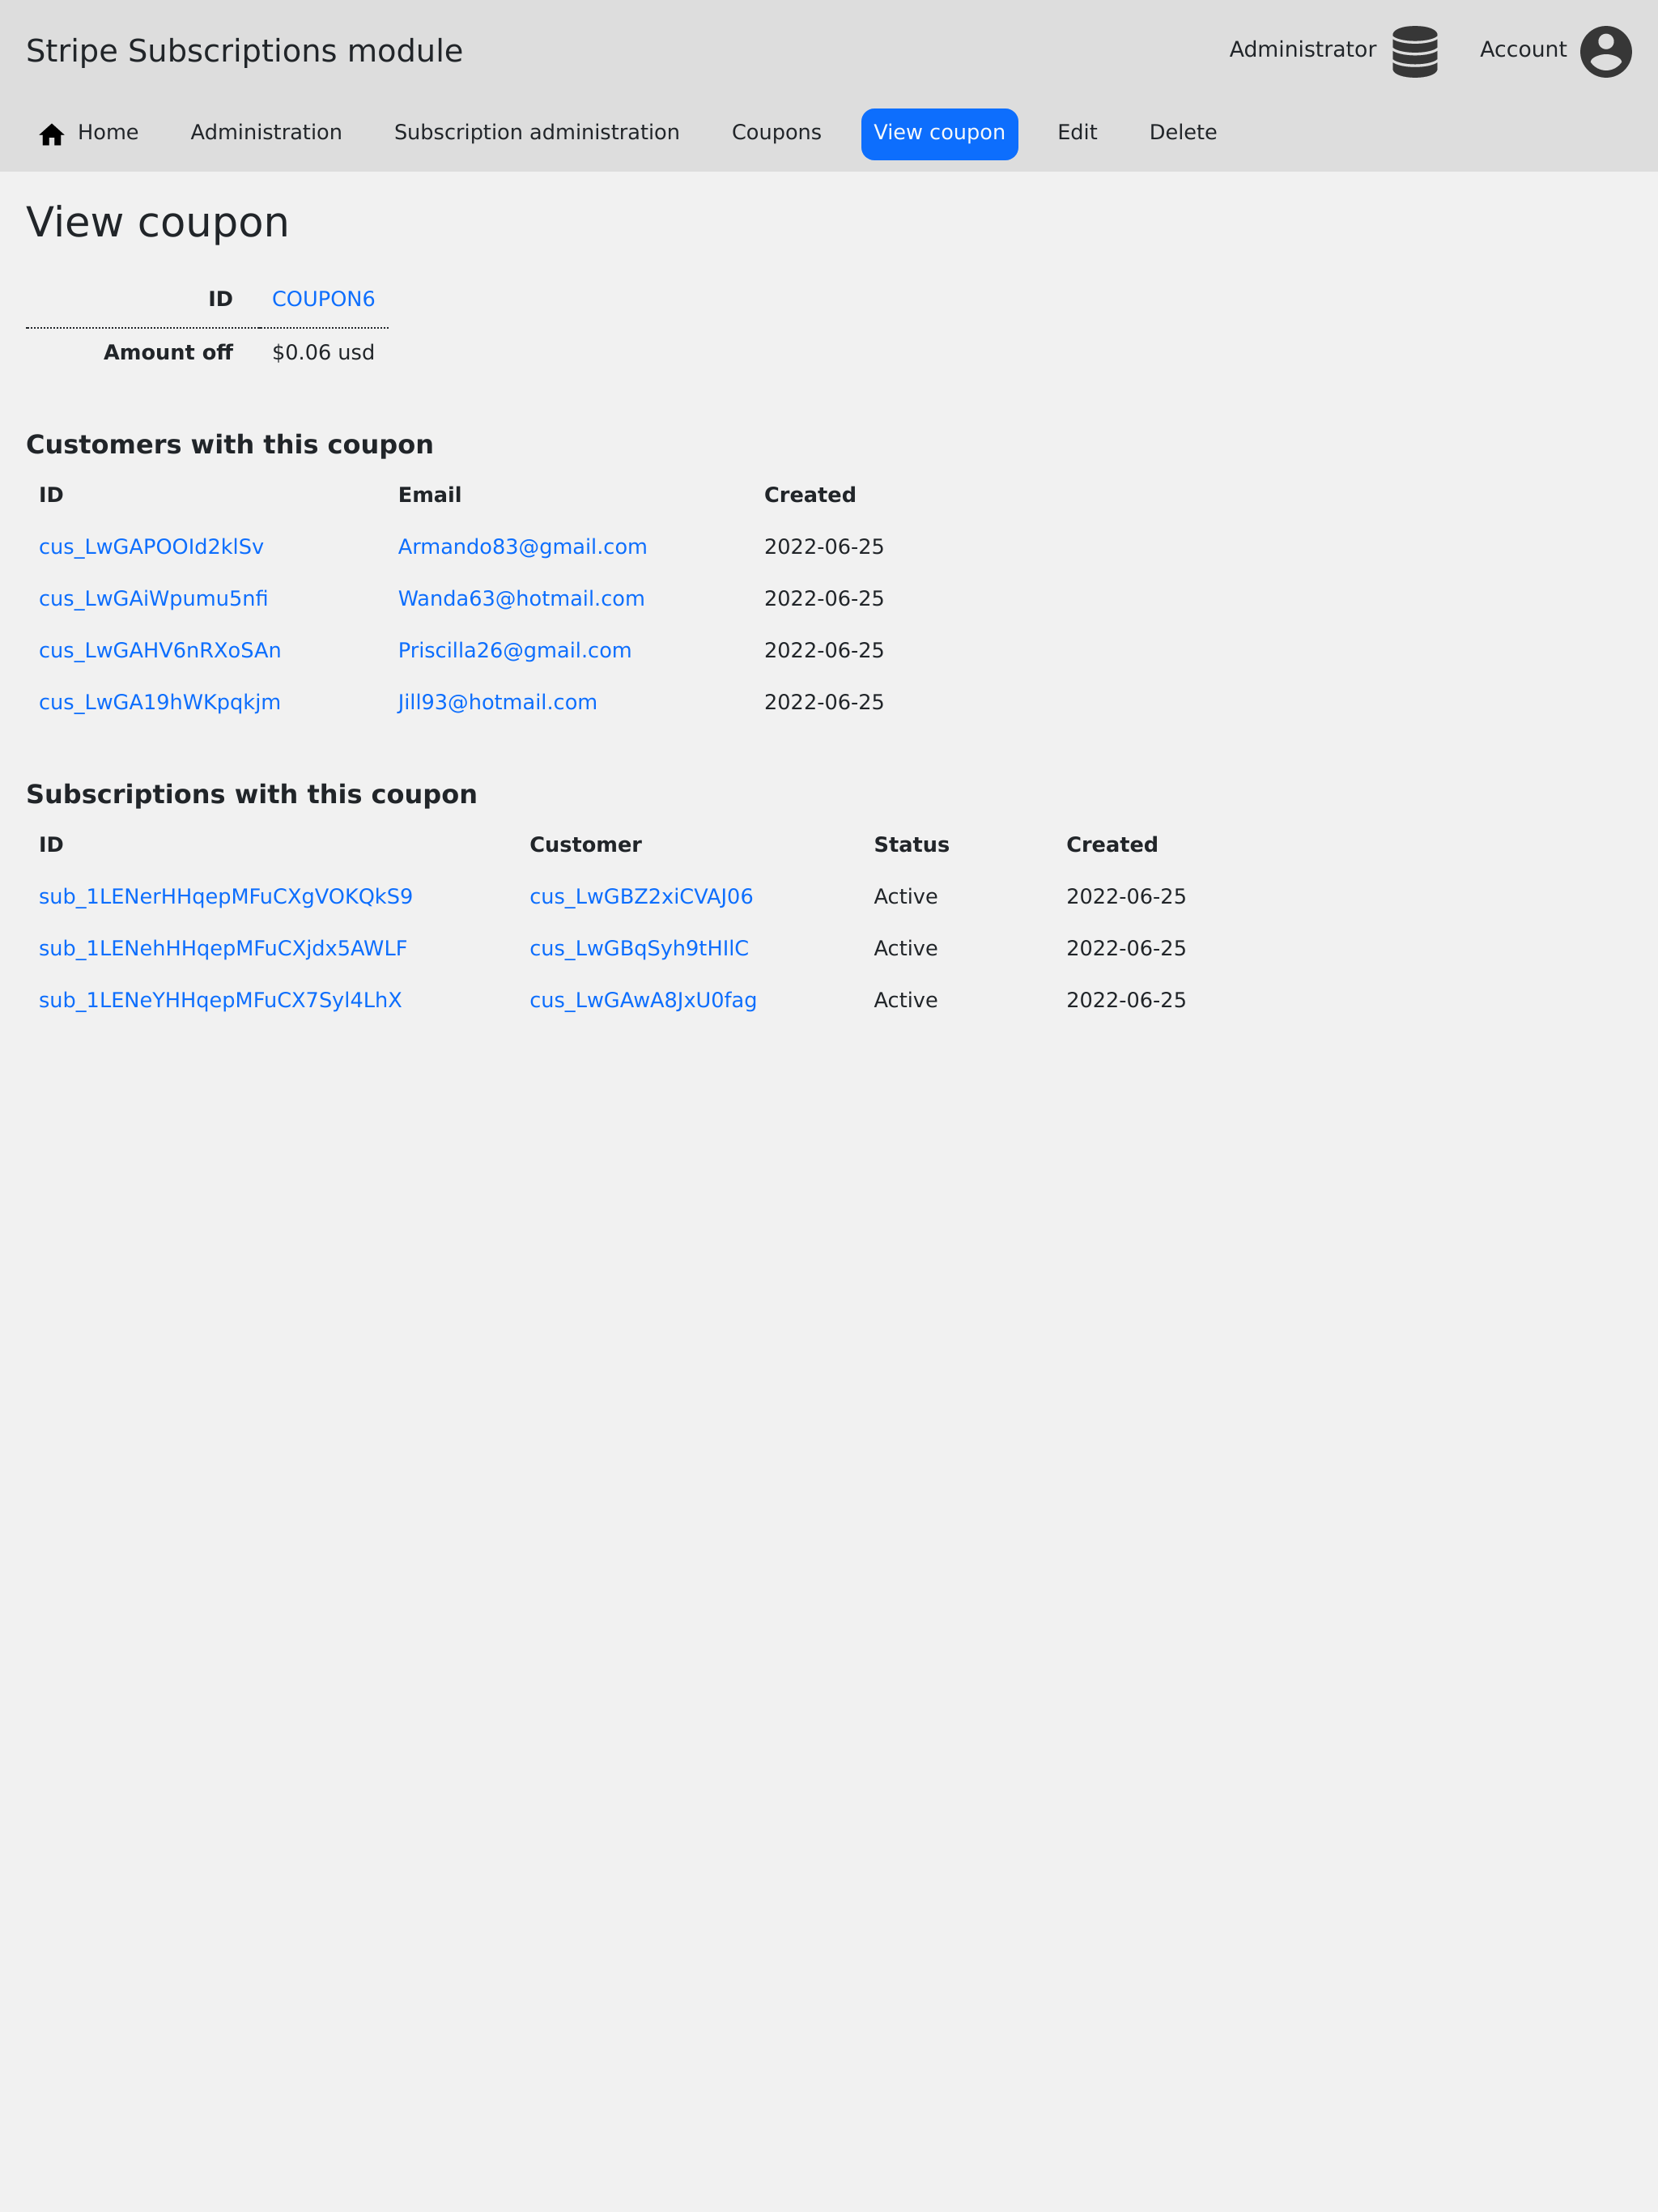 Stripe Subscriptions module Administrator Account
Home Administration Subscription administration Coupons View coupon Edit Delete
View coupon
ID COUPON6
Amount off $0.06 usd
Customers with this coupon
ID Email Created
cus_LwGAPOOId2klSv Armando83@gmail.com 2022-06-25
cus_LwGAiWpumu5nfi Wanda63@hotmail.com 2022-06-25
cus_LwGAHV6nRXoSAn Priscilla26@gmail.com 2022-06-25
cus_LwGA19hWKpqkjm Jill93@hotmail.com 2022-06-25
Subscriptions with this coupon
ID Customer Status Created
sub_1LENerHHqepMFuCXgVOKQkS9 cus_LwGBZ2xiCVAJ06 Active 2022-06-25
sub_1LENehHHqepMFuCXjdx5AWLF cus_LwGBqSyh9tHIlC Active 2022-06-25
sub_1LENeYHHqepMFuCX7Syl4LhX cus_LwGAwA8JxU0fag Active 2022-06-25